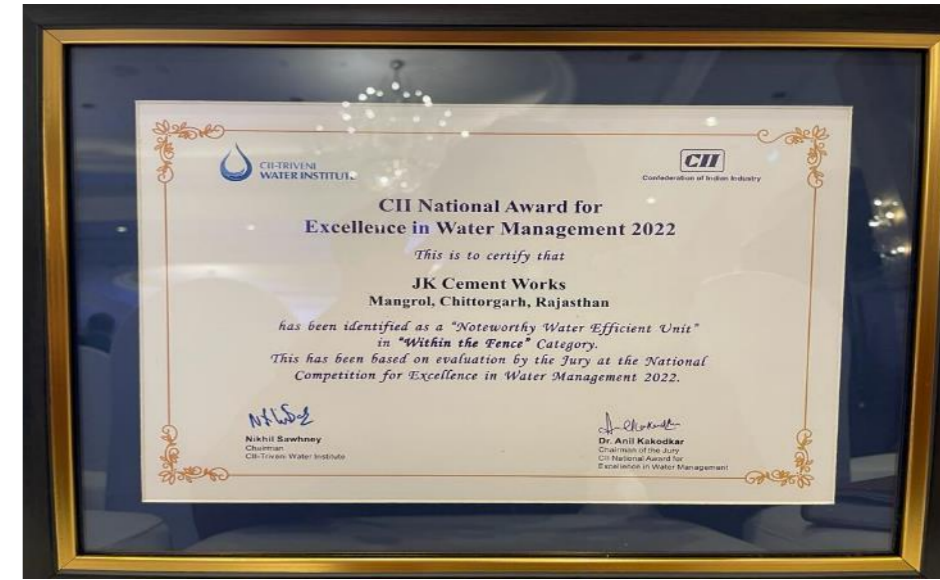 CII-TRIVENI
WATER INSTITUTE
CII
Confederation of Indian Industry
CII National Award for
Excellence in Water Management 2022
This is to certify that
JK Cement Works
Mangrol, Chittorgarh, Rajasthan
has been identified as a "Noteworthy Water Efficient Unit"
in "Within the Fence" Category.
This has been based on evaluation by the Jury at the National
Competition for Excellence in Water Management 2022.
Nikhil Sawhney
Chairman
CII-Triveni Water Institute
Dr. Anil Kakodkar
Chairman of the Jury
CII National Award for
Excellence in Water Management